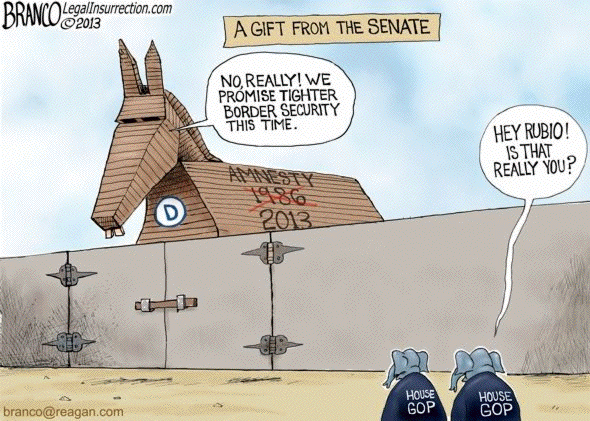 BRANCO LegalInsurrection.com
©2013
A GIFT FROM THE SENATE
NO, REALLY! WE
PROMISE TIGHTER
BORDER SECURITY
THIS TIME.
HEY RUBIO!
IS THAT
REALLY YOU?
AMNESTY
1986
2013
D
HOUSE
GOP
HOUSE
GOP
branco@reagan.com